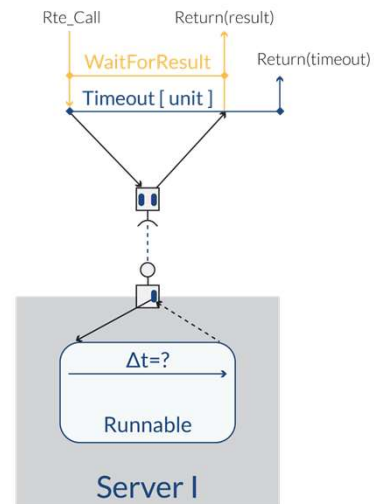 Rte_Call
Return(result)
WaitForResult
Return(timeout)
Timeout [ unit ]
Δt=?
Runnable
Server I